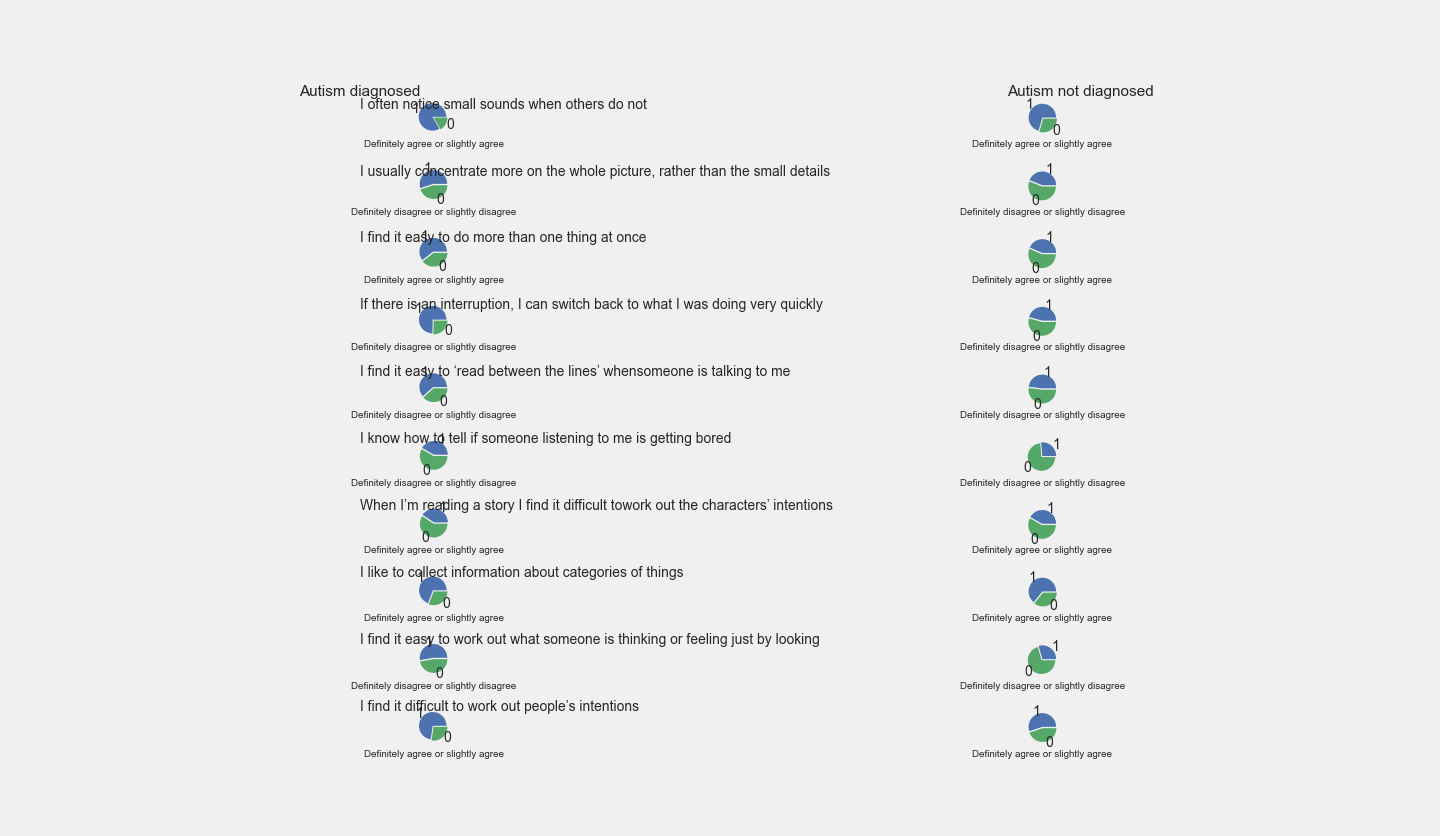 Autism diagnosed
Autism not diagnosed
I often notice small sounds when others do not
1
0
1
0
Definitely agree or slightly agree
Definitely agree or slightly agree
I usually concentrate more on the whole picture, rather than the small details
1
0
1
0
Definitely disagree or slightly disagree
Definitely disagree or slightly disagree
I find it easy to do more than one thing at once
1
0
1
0
Definitely agree or slightly agree
Definitely agree or slightly agree
If there is an interruption, I can switch back to what I was doing very quickly
1
0
1
0
Definitely disagree or slightly disagree
Definitely disagree or slightly disagree
I find it easy to ‘read between the lines’ whensomeone is talking to me
1
0
1
0
Definitely disagree or slightly disagree
Definitely disagree or slightly disagree
I know how to tell if someone listening to me is getting bored
1
0
1
0
Definitely disagree or slightly disagree
Definitely disagree or slightly disagree
When I’m reading a story I find it difficult towork out the characters’ intentions
1
0
1
0
Definitely agree or slightly agree
Definitely agree or slightly agree
I like to collect information about categories of things
1
0
1
0
Definitely agree or slightly agree
Definitely agree or slightly agree
I find it easy to work out what someone is thinking or feeling just by looking
1
0
1
0
Definitely disagree or slightly disagree
Definitely disagree or slightly disagree
I find it difficult to work out people’s intentions
1
0
1
0
Definitely agree or slightly agree
Definitely agree or slightly agree